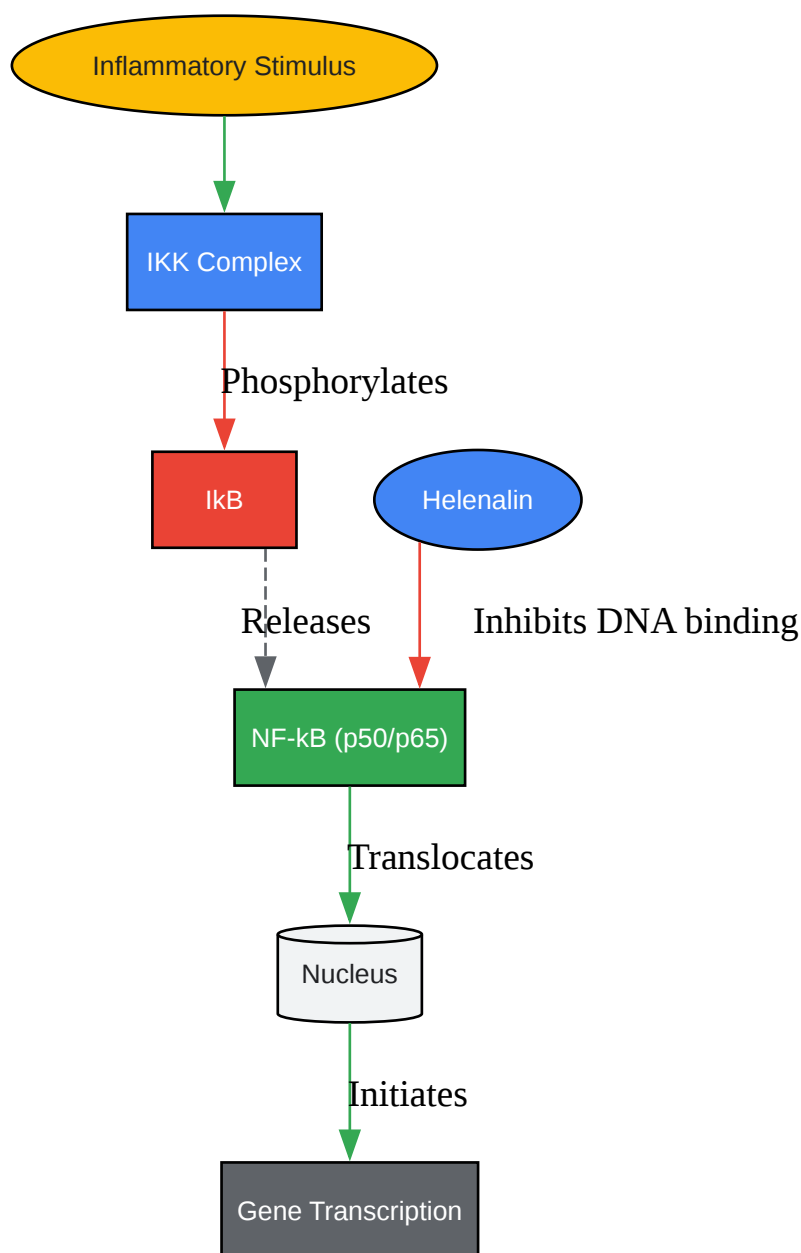 Inflammatory Stimulus
IKK Complex
Phosphorylates
IkB
Helenalin
Releases
Inhibits DNA binding
NF-kB (p50/p65)
Translocates
Nucleus
Initiates
Gene Transcription